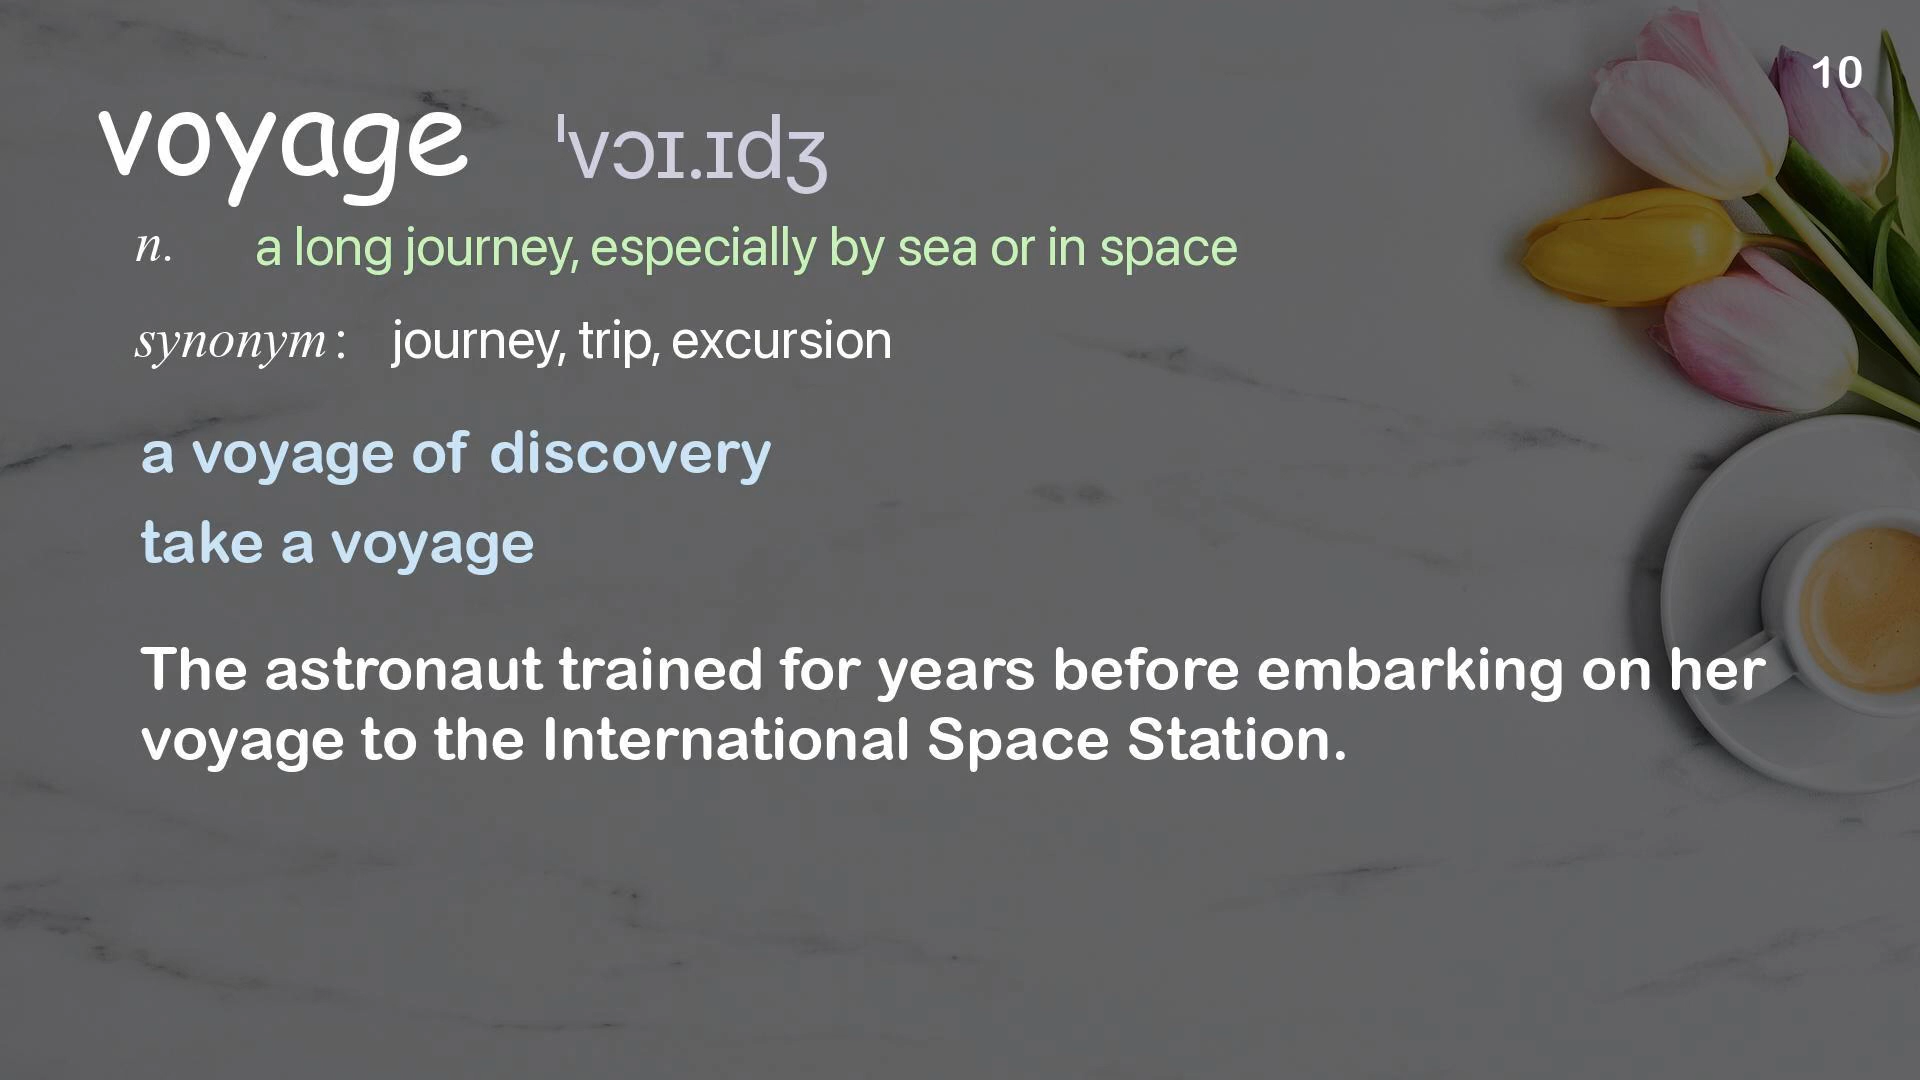 10
voyage ˈvɔɪ.ɪdʒ
n. a long journey, especially by sea or in space
synonym: journey, trip, excursion
a voyage of discovery
take a voyage
The astronaut trained for years before embarking on her
voyage to the International Space Station.